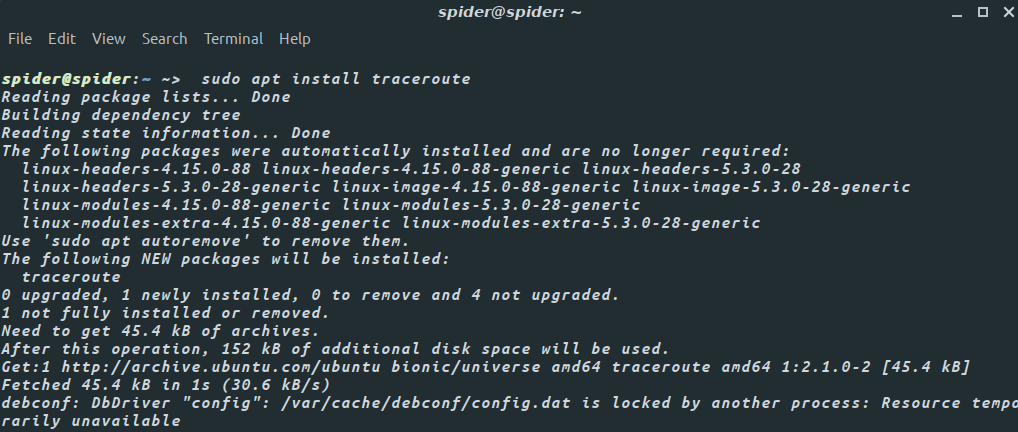 spider@spider: ~
File Edit View Search Terminal Help
spider@spider:~ ~> sudo apt install traceroute
Reading package lists... Done
Building dependency tree
Reading state information... Done
The following packages were automatically installed and are no longer required:
  linux-headers-4.15.0-88 linux-headers-4.15.0-88-generic linux-headers-5.3.0-28
  linux-headers-5.3.0-28-generic linux-image-4.15.0-88-generic linux-image-5.3.0-28-generic
  linux-modules-4.15.0-88-generic linux-modules-5.3.0-28-generic
  linux-modules-extra-4.15.0-88-generic linux-modules-extra-5.3.0-28-generic
Use 'sudo apt autoremove' to remove them.
The following NEW packages will be installed:
  traceroute
0 upgraded, 1 newly installed, 0 to remove and 4 not upgraded.
1 not fully installed or removed.
Need to get 45.4 kB of archives.
After this operation, 152 kB of additional disk space will be used.
Get:1 http://archive.ubuntu.com/ubuntu bionic/universe amd64 traceroute amd64 1:2.1.0-2 [45.4 kB]
Fetched 45.4 kB in 1s (30.6 kB/s)
debconf: DbDriver "config": /var/cache/debconf/config.dat is locked by another process: Resource tempo
rarily unavailable